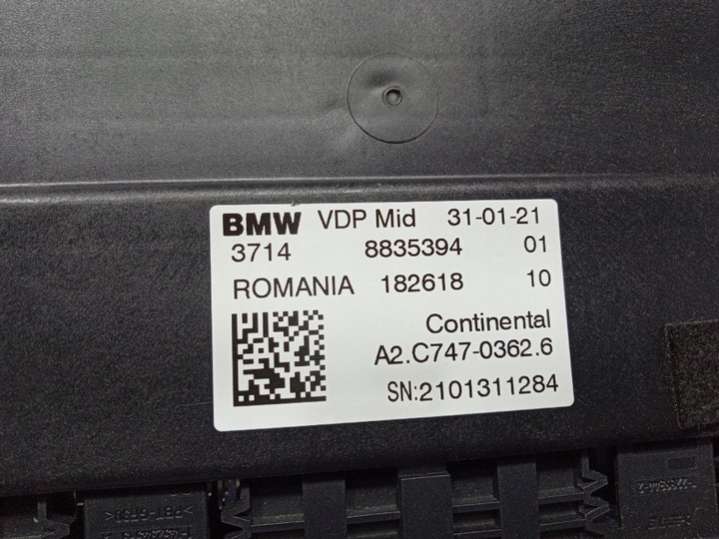 BMW VDP Mid 31-01-21
3714 8835394 01
ROMANIA 182618 10
Continental
A2.C747-0362.6
SN:2101311284